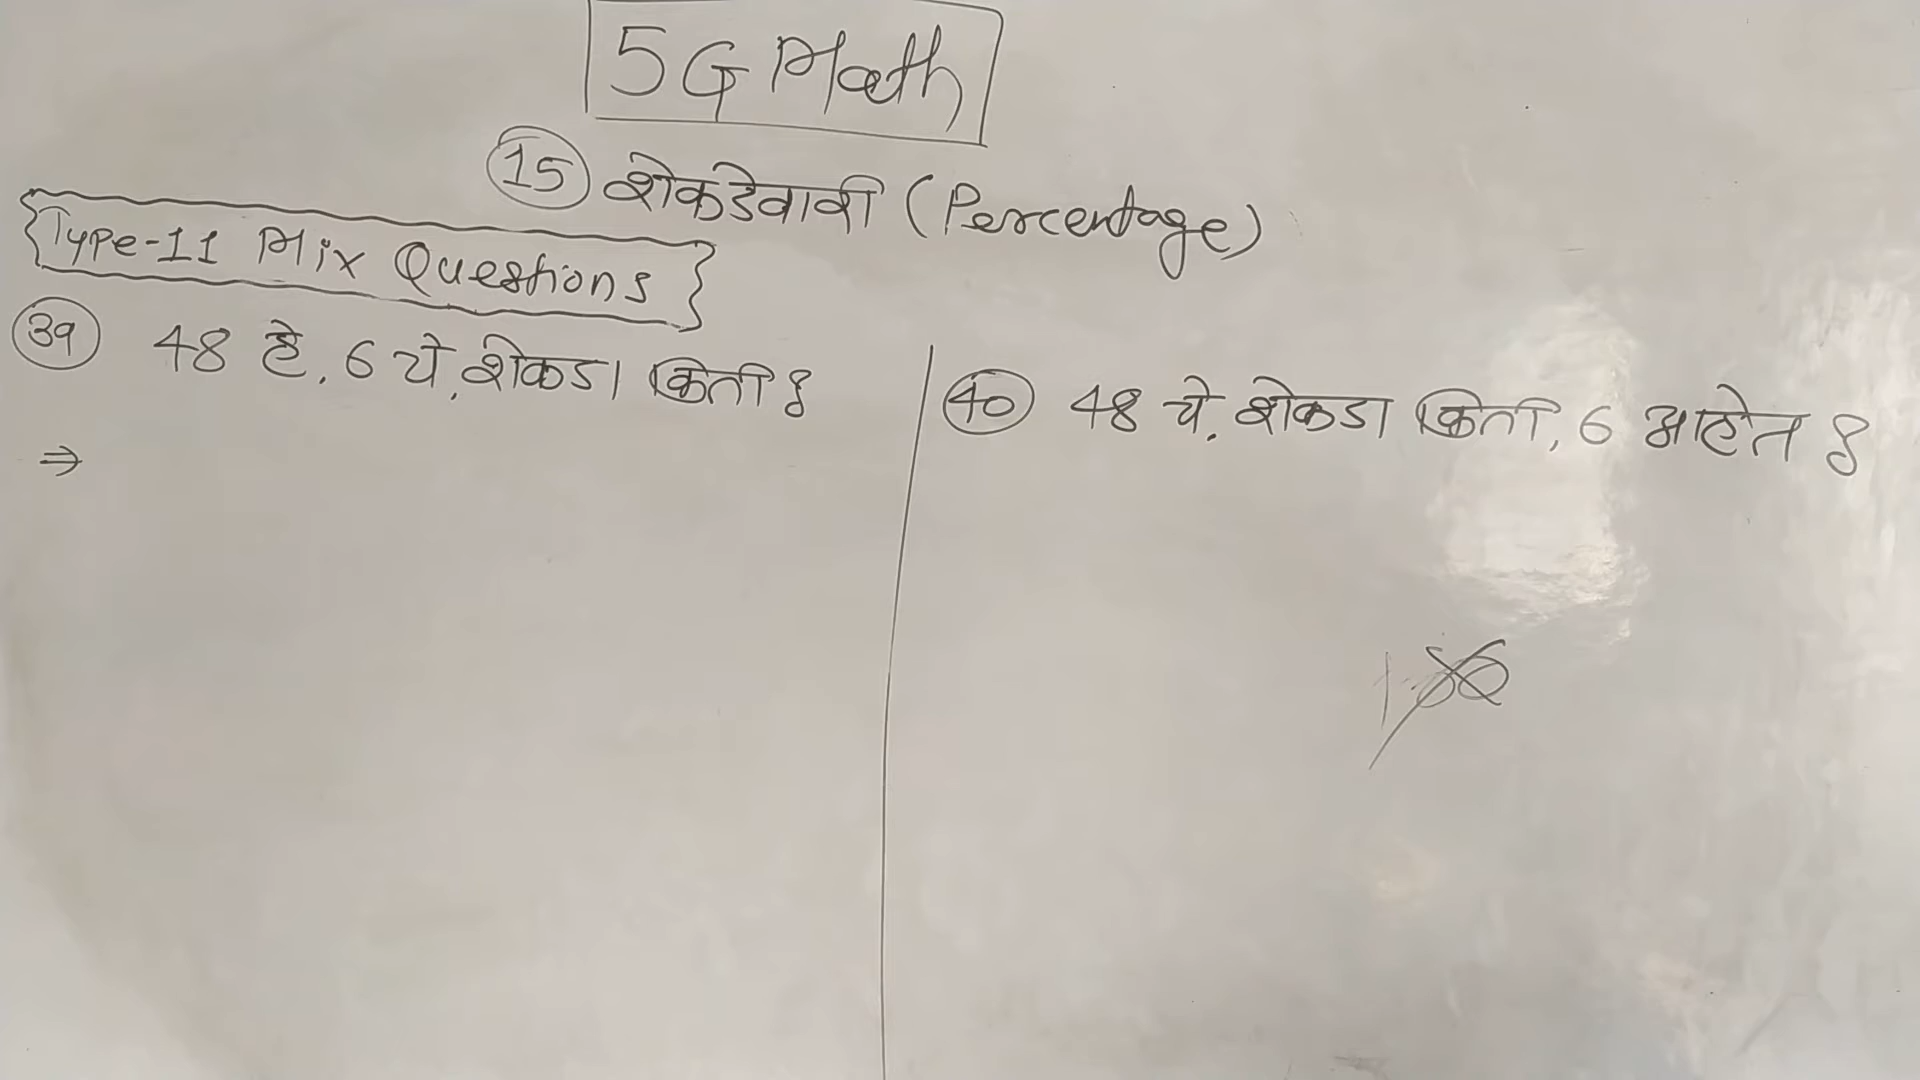 5G Math
15 शेकडेवारी (Percentage)
Type-11 Mix Questions
39 48 हे. 6 चे, शेकडा किती ?
40 48 चे, शेकडा किती, 6 आहेत ?
⇒